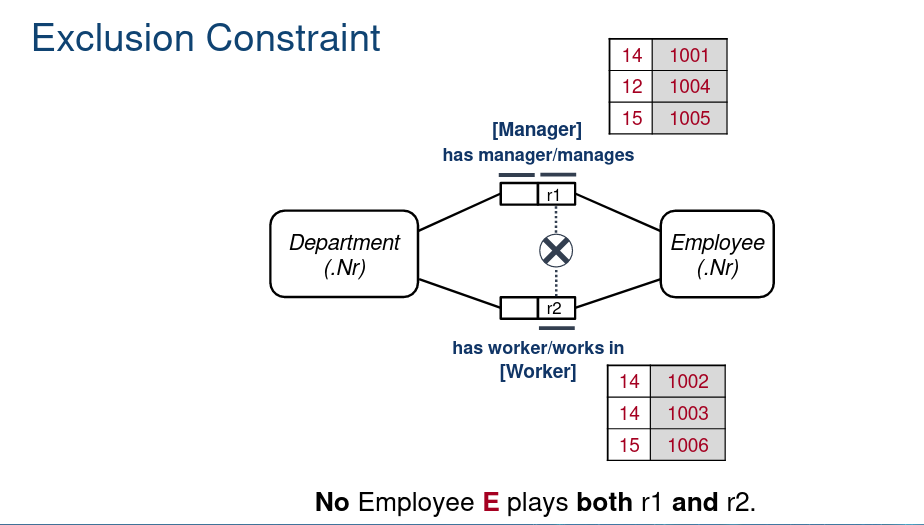 Exclusion Constraint
14 1001
12 1004
15 1005
[Manager]
has manager/manages
r1
Department
(.Nr)
Employee
(.Nr)
r2
has worker/works in
[Worker]
14 1002
14 1003
15 1006
No Employee E plays both r1 and r2.